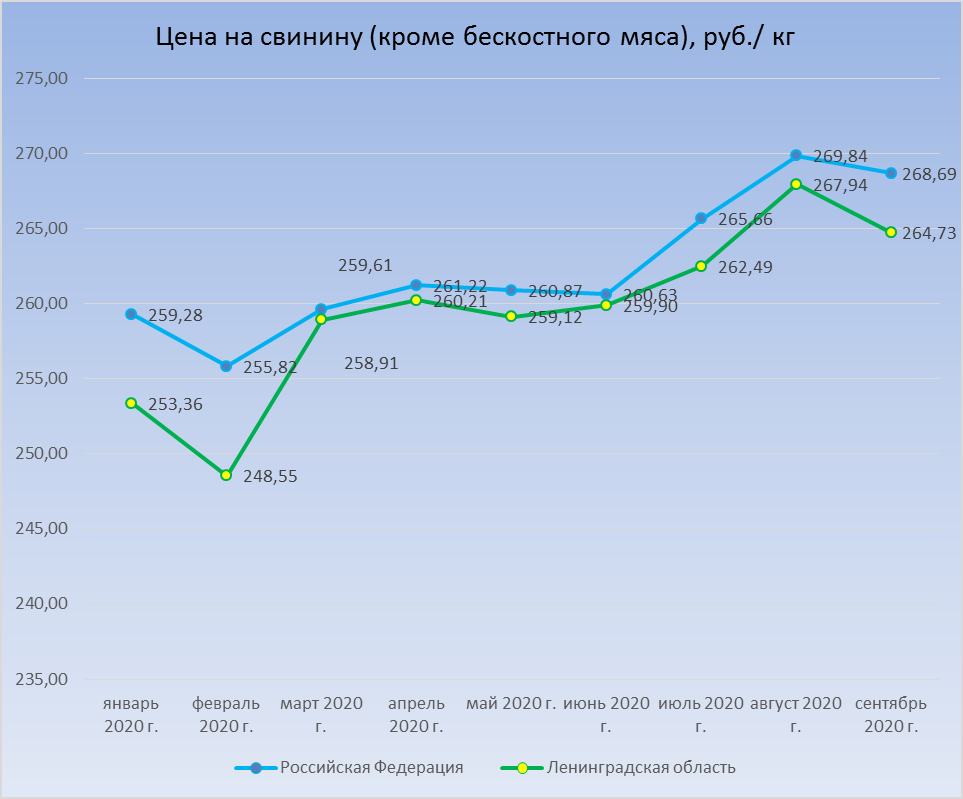 Цена на свинину (кроме бескостного мяса), руб./ кг
275,00
270,00
265,00
260,00
255,00
250,00
245,00
240,00
235,00
259,28
255,82
259,61
261,22
260,87
260,63
265,66
269,84
268,69
253,36
248,55
258,91
260,21
259,12
259,90
262,49
267,94
264,73
январь
2020 г.
февраль
2020 г.
март 2020
г.
апрель
2020 г.
май 2020 г.
июнь 2020
г.
июль 2020
г.
август 2020
г.
сентябрь
2020 г.
Российская Федерация
Ленинградская область